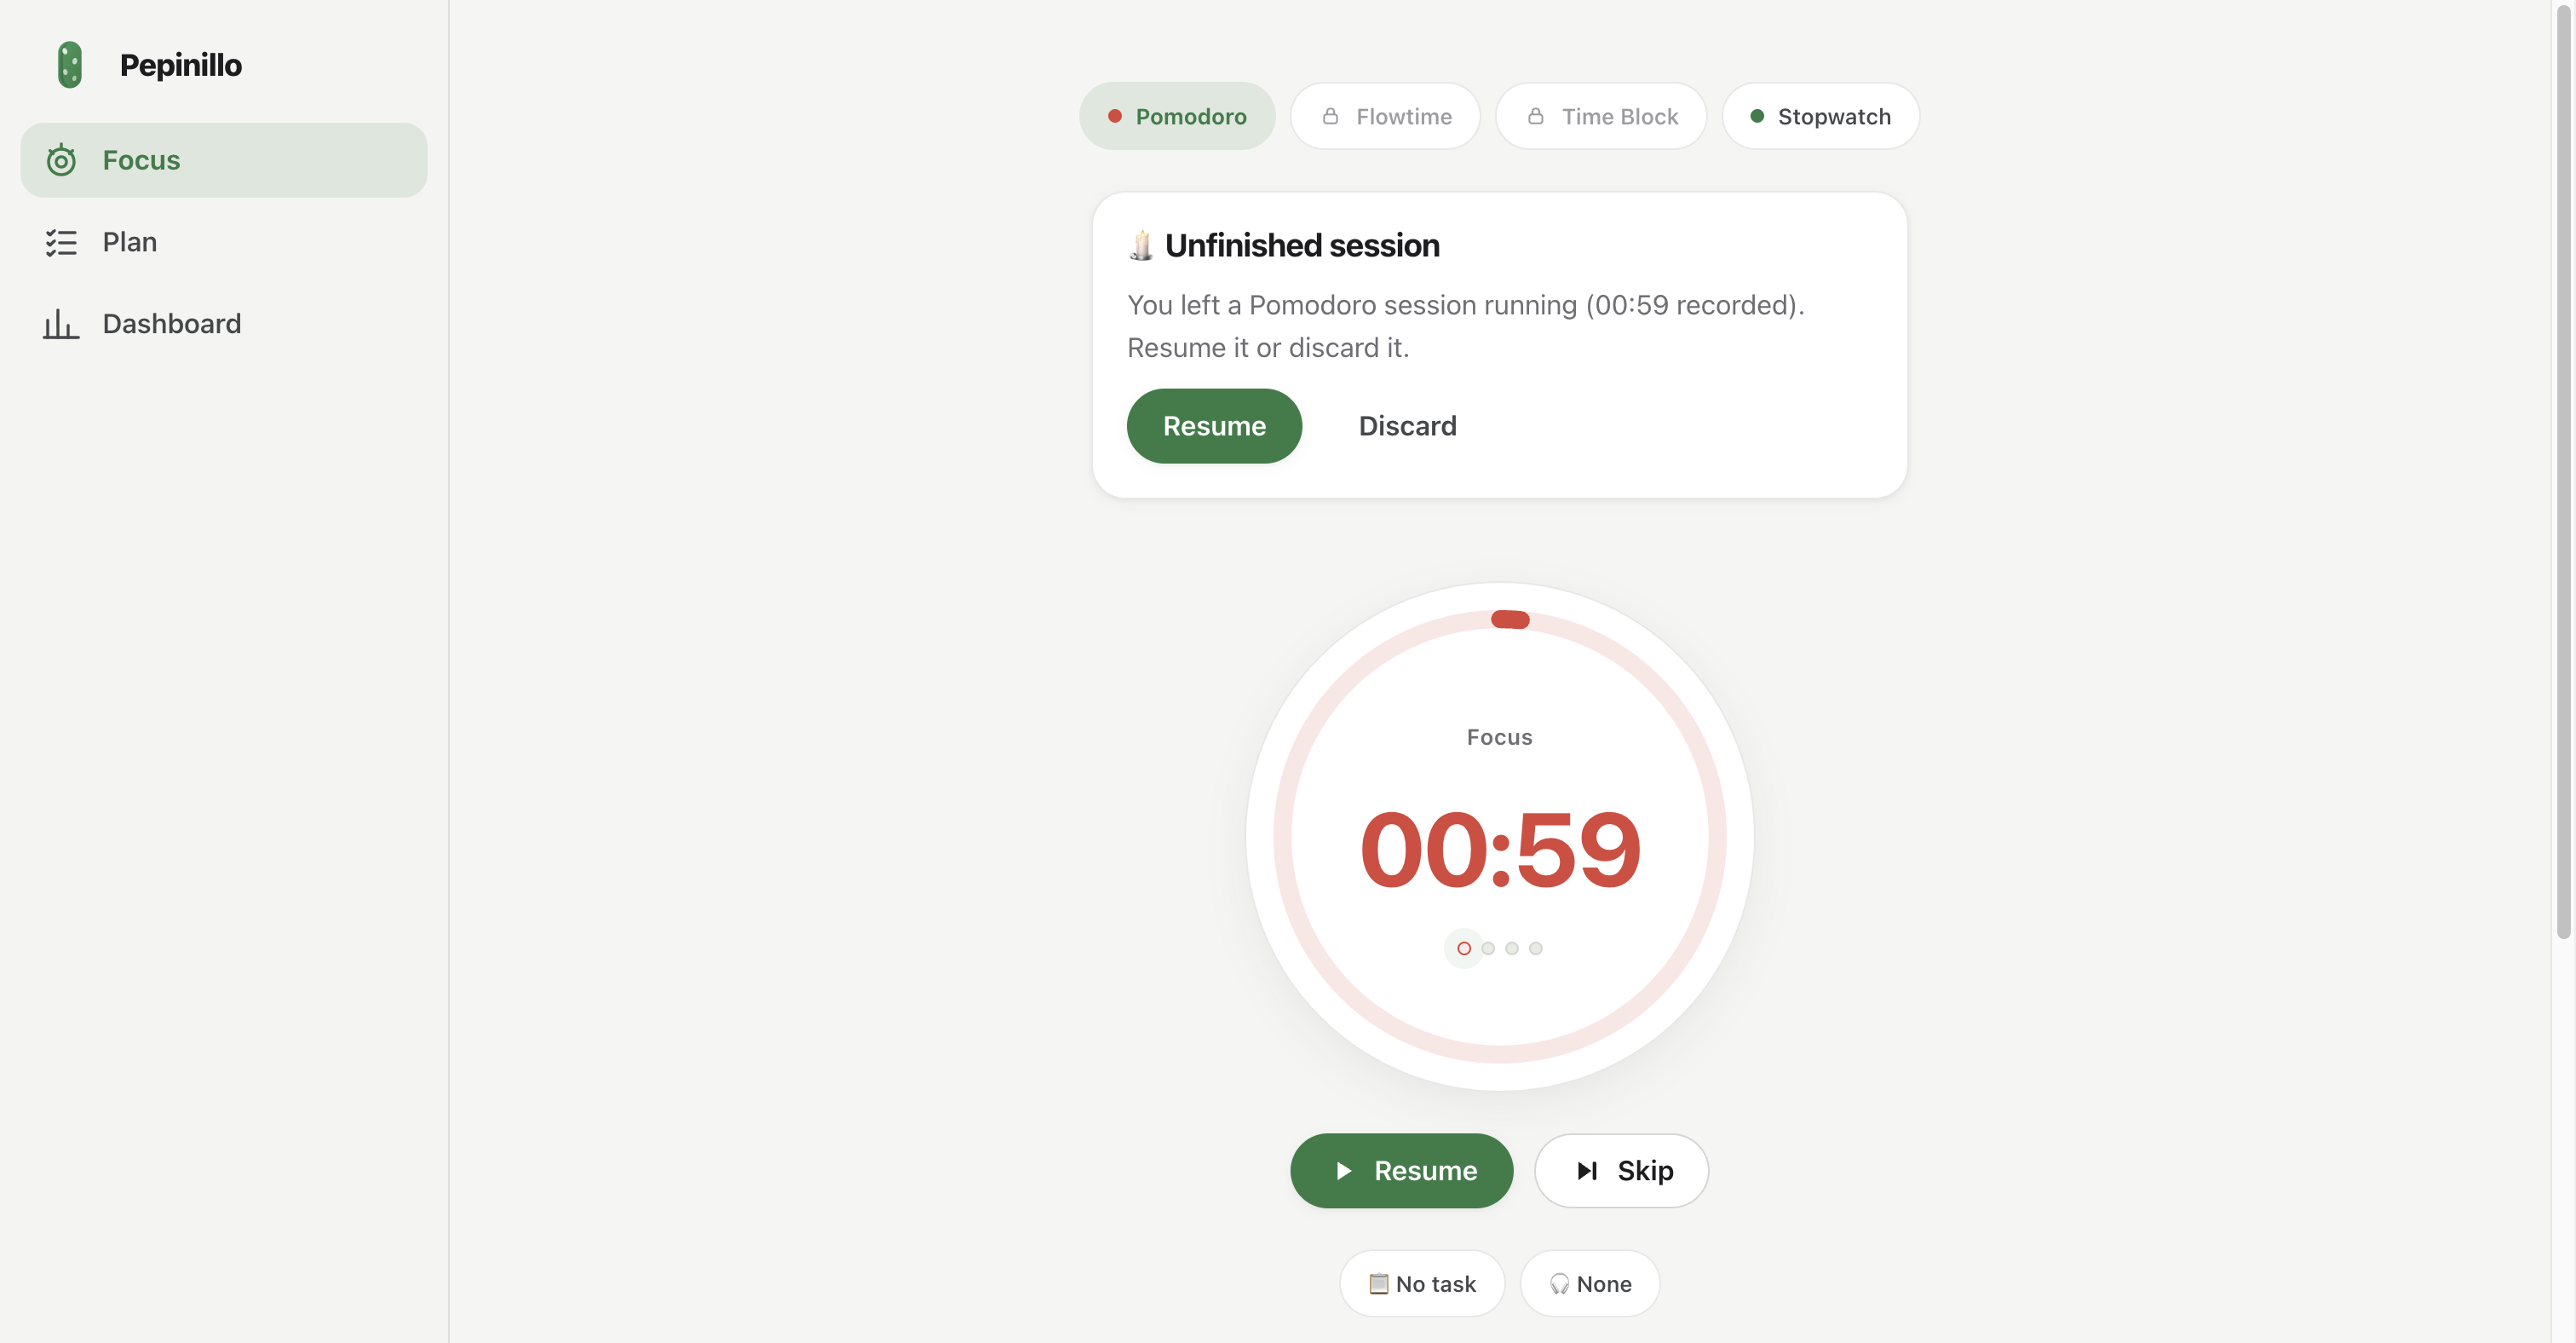 Pepinillo
Focus
Plan
Dashboard
Pomodoro
Flowtime
Time Block
Stopwatch
Unfinished session
You left a Pomodoro session running (00:59 recorded).
Resume it or discard it.
Resume
Discard
Focus
00:59
Resume
Skip
No task
None